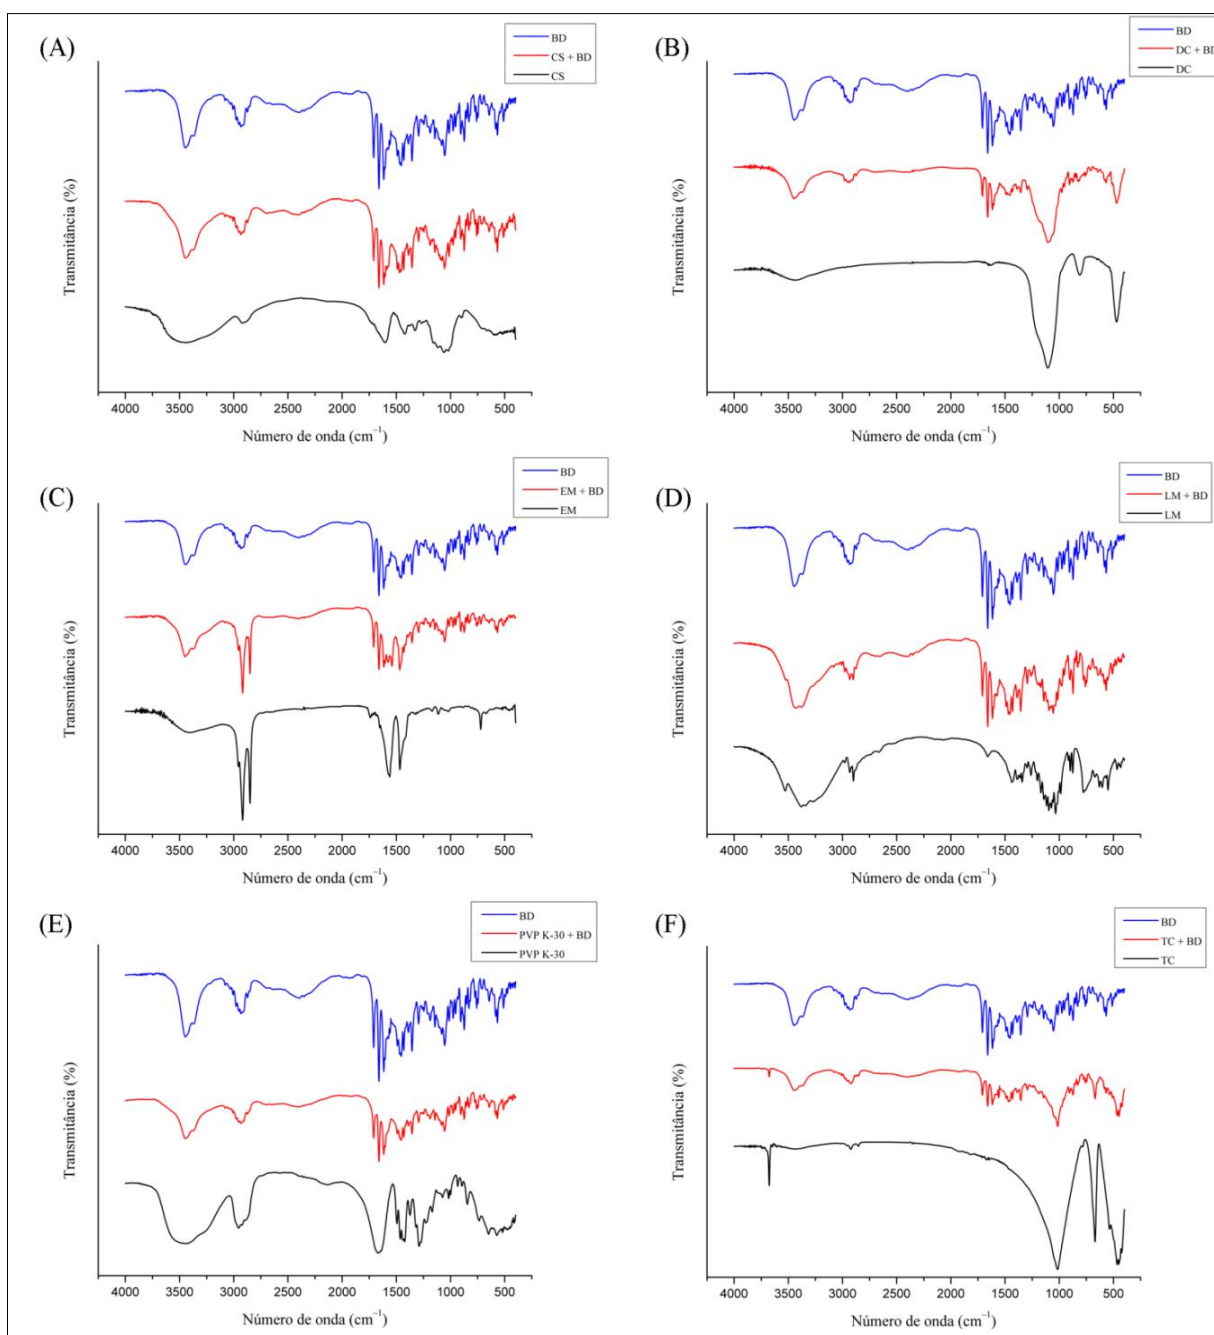 (A)
BD
CS + BD
CS
Transmitância (%)
4000 3500 3000 2500 2000 1500 1000 500
Número de onda (cm⁻¹)
(B)
BD
DC + BD
DC
Transmitância (%)
4000 3500 3000 2500 2000 1500 1000 500
Número de onda (cm⁻¹)
(C)
BD
EM + BD
EM
Transmitância (%)
4000 3500 3000 2500 2000 1500 1000 500
Número de onda (cm⁻¹)
(D)
BD
LM + BD
LM
Transmitância (%)
4000 3500 3000 2500 2000 1500 1000 500
Número de onda (cm⁻¹)
(E)
BD
PVP K-30 + BD
PVP K-30
Transmitância (%)
4000 3500 3000 2500 2000 1500 1000 500
Número de onda (cm⁻¹)
(F)
BD
TC + BD
TC
Transmitância (%)
4000 3500 3000 2500 2000 1500 1000 500
Número de onda (cm⁻¹)